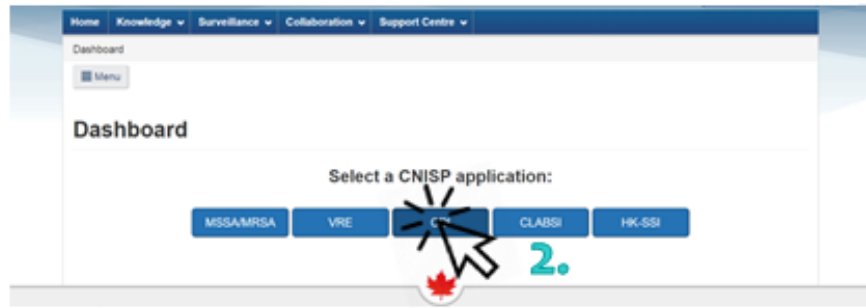 Home Knowledge Surveillance Collaboration Support Centre
Dashboard
Menu
Dashboard
Select a CNISP application:
MSSA/MRSA VRE CLABSI HK-SSI
2.